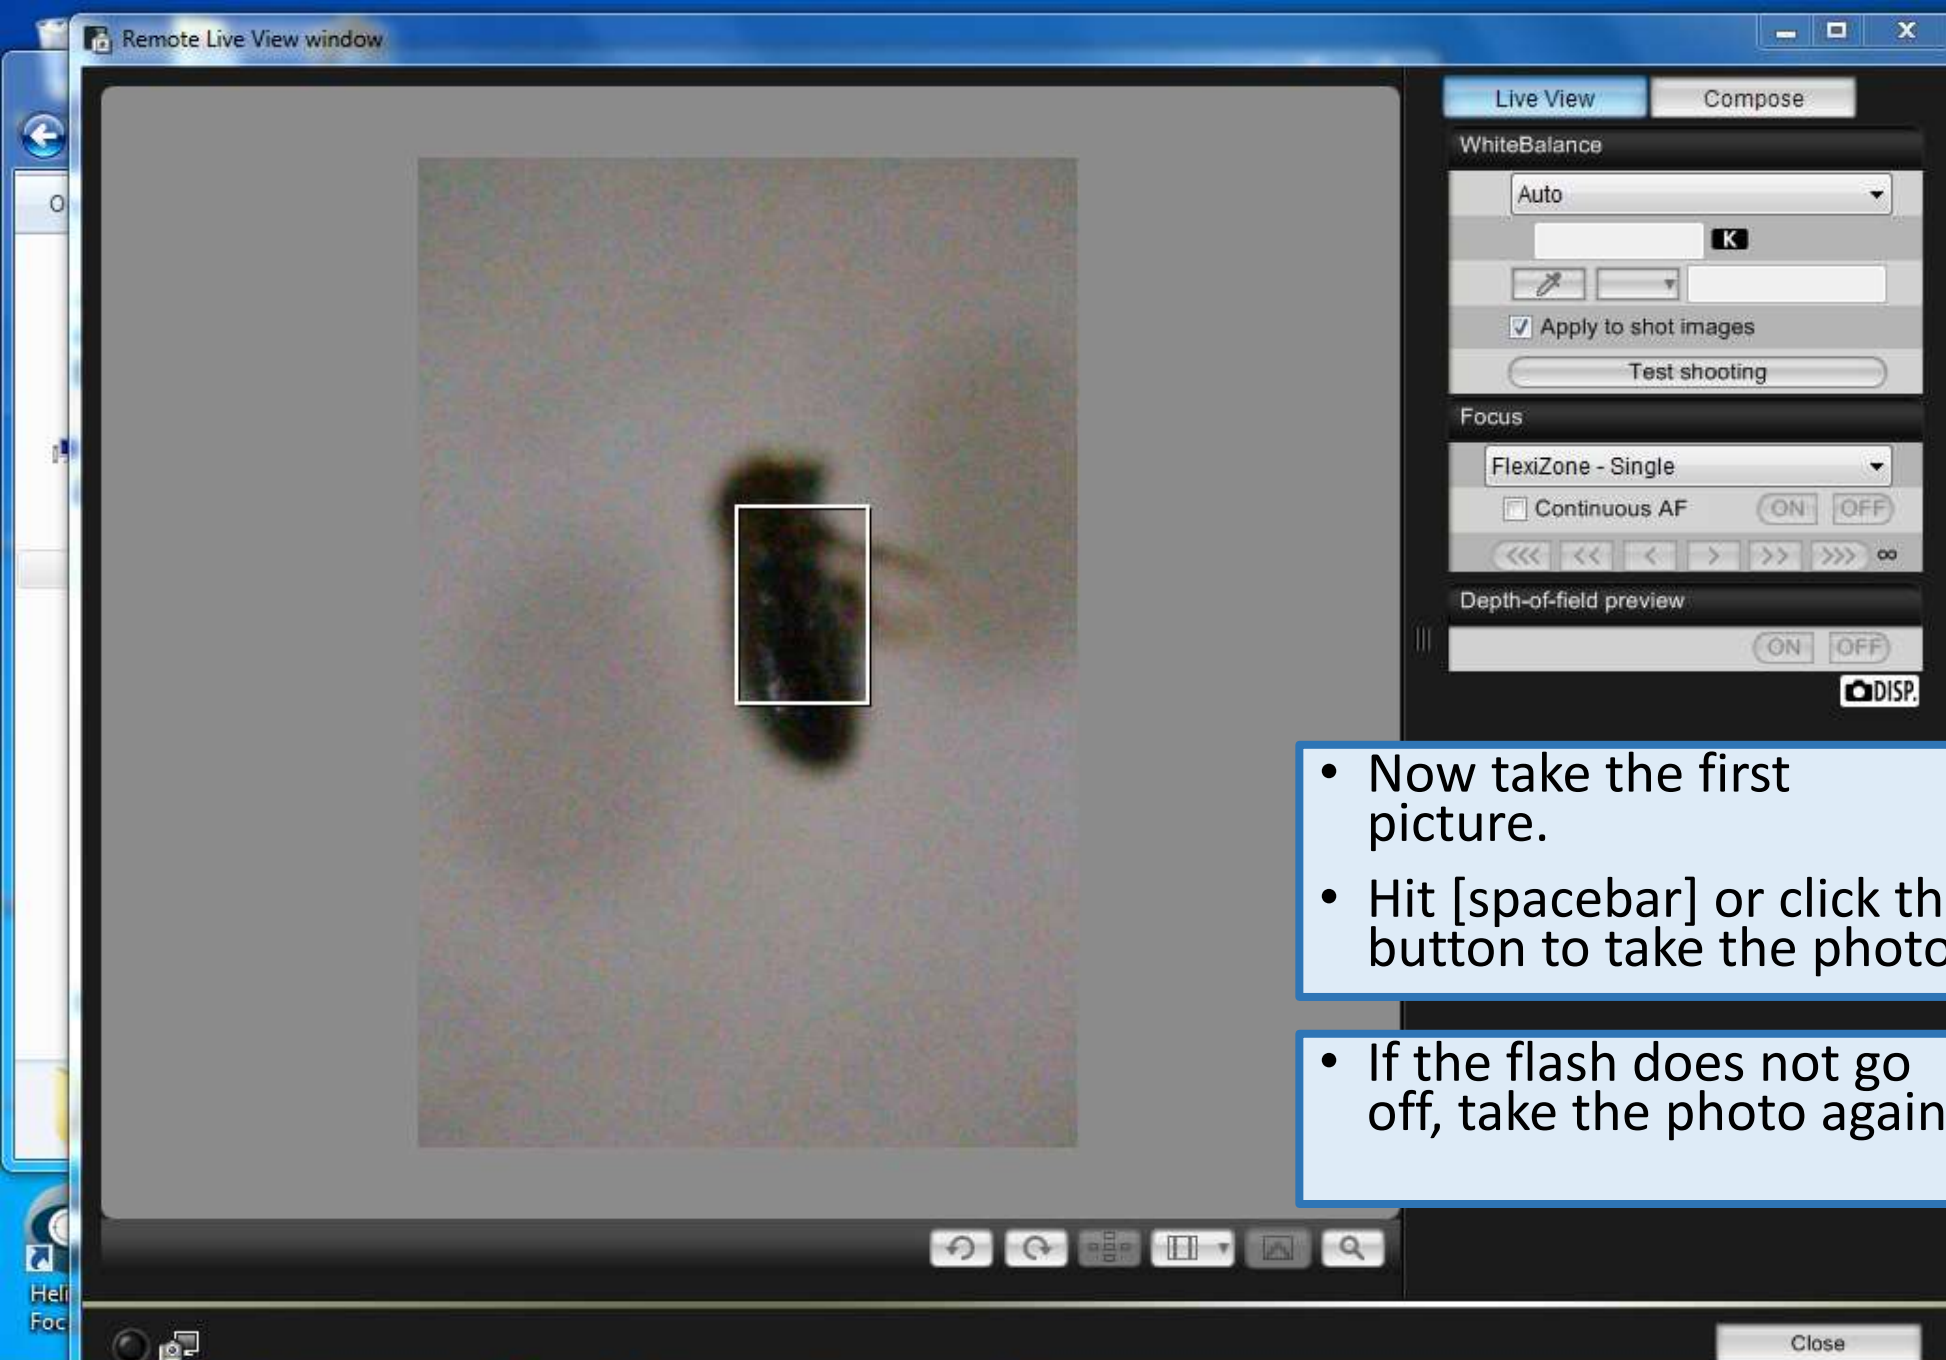 Remote Live View window
Live View
Compose
WhiteBalance
Auto
K
Apply to shot images
Test shooting
Focus
FlexiZone - Single
Continuous AF
ON
OFF
<<<
<<
<
>
>>
>>>
∞
Depth-of-field preview
ON
OFF
DISP.
• Now take the first
picture.
• Hit [spacebar] or click th
button to take the photo
• If the flash does not go
off, take the photo again
O
Heli
Foc
Close